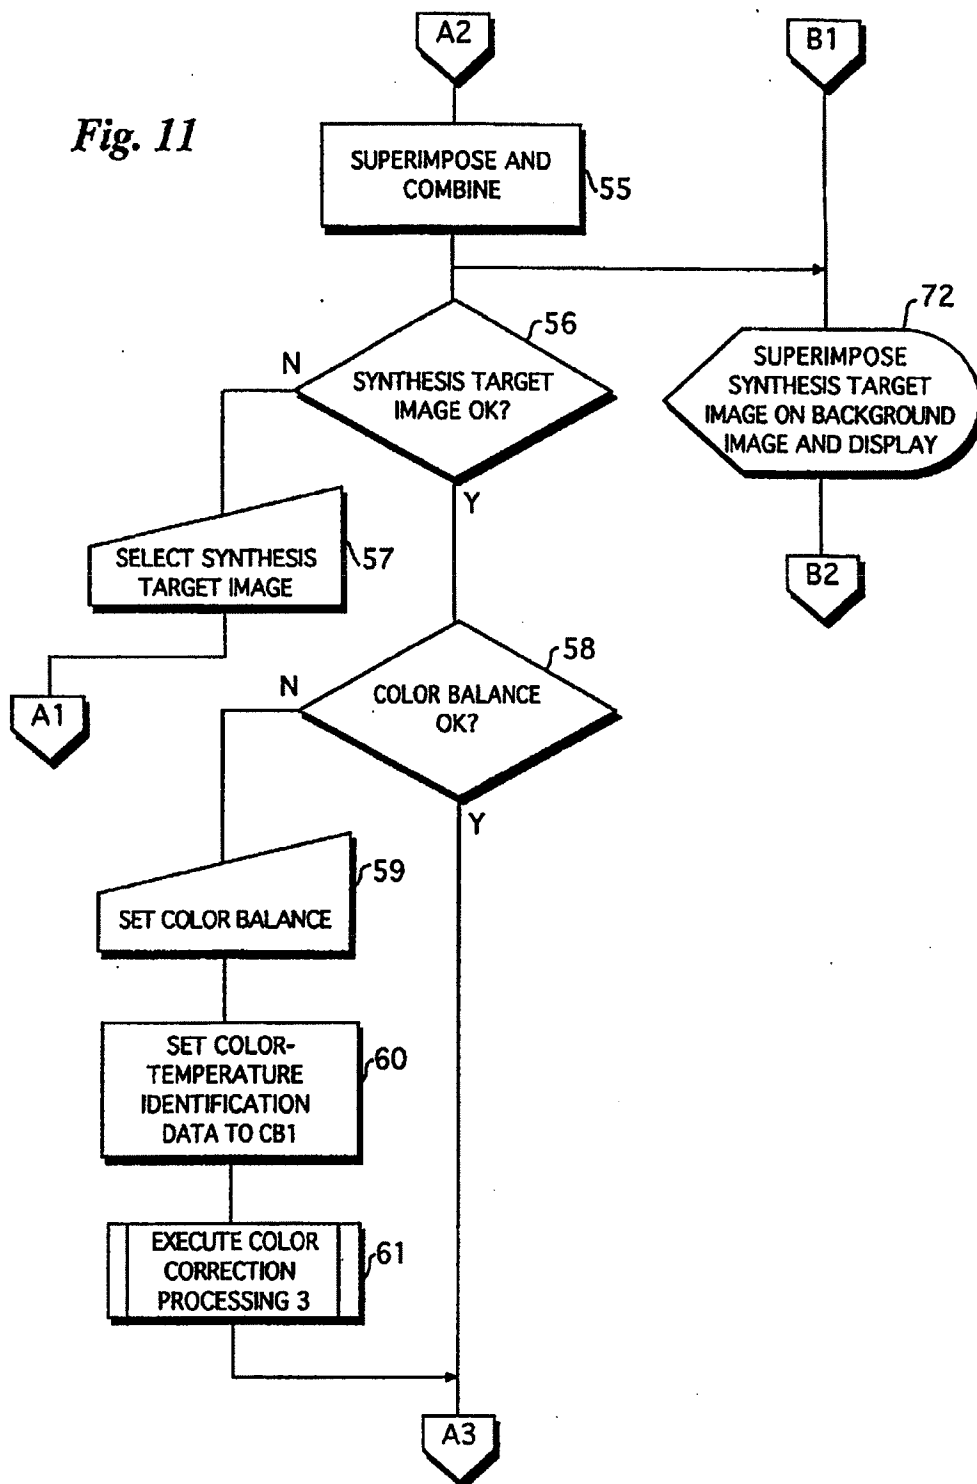 A2
B1
Fig. 11
SUPERIMPOSE AND
COMBINE
55
56
N
SYNTHESIS TARGET
IMAGE OK?
Y
72
SUPERIMPOSE
SYNTHESIS TARGET
IMAGE ON BACKGROUND
IMAGE AND DISPLAY
B2
SELECT SYNTHESIS
TARGET IMAGE
57
A1
58
N
COLOR BALANCE
OK?
Y
59
SET COLOR BALANCE
SET COLOR-
TEMPERATURE
IDENTIFICATION
DATA TO CB1
60
EXECUTE COLOR
CORRECTION
PROCESSING 3
61
A3